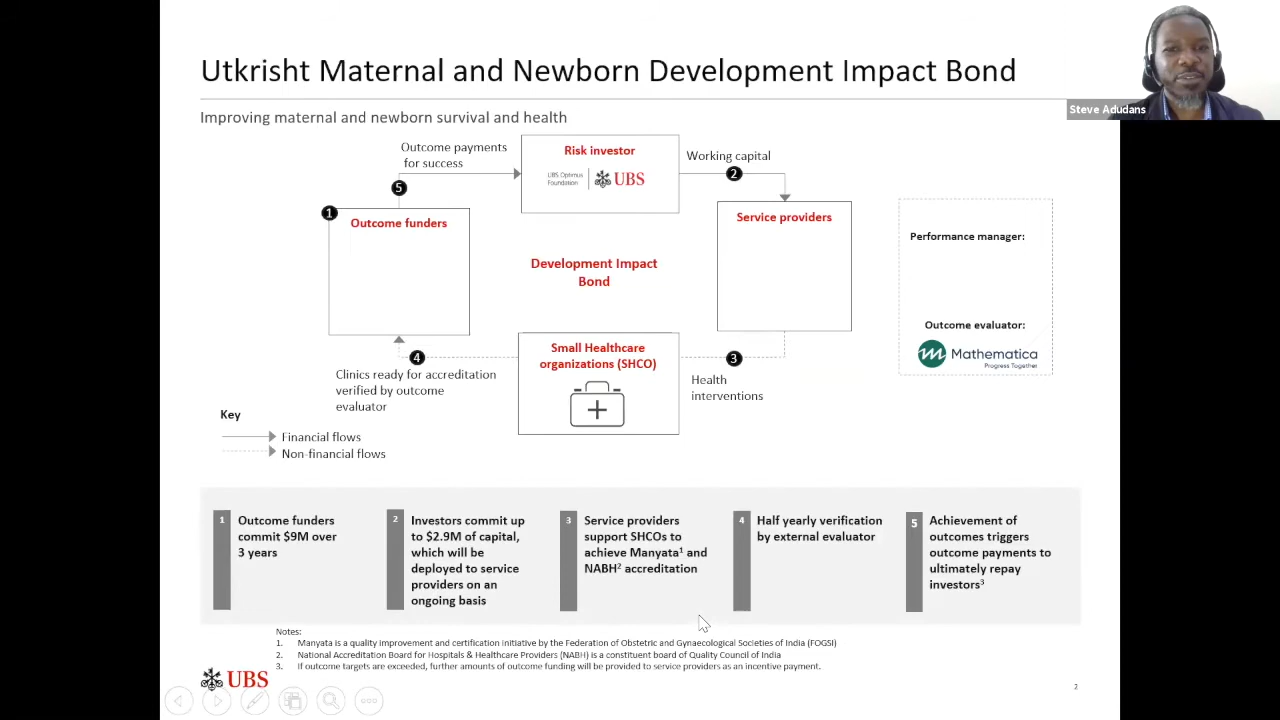 Utkrisht Maternal and Newborn Development Impact Bond
Steve Adudans
Improving maternal and newborn survival and health
Outcome payments
for success
5
Risk investor
UBS Optimus
Foundation
UBS
Working capital
2
1
Outcome funders
Service providers
Development Impact
Bond
Performance manager:
Outcome evaluator:
Mathematica
Progress Together
4
Clinics ready for accreditation
verified by outcome
evaluator
Small Healthcare
organizations (SHCO)
3
Health
interventions
Key
Financial flows
Non-financial flows
1
Outcome funders
commit $9M over
3 years
2
Investors commit up
to $2.9M of capital,
which will be
deployed to service
providers on an
ongoing basis
3
Service providers
support SHCOs to
achieve Manyata¹ and
NABH² accreditation
4
Half yearly verification
by external evaluator
5
Achievement of
outcomes triggers
outcome payments to
ultimately repay
investors³
Notes:
1. Manyata is a quality improvement and certification initiative by the Federation of Obstetric and Gynaecological Societies of India (FOGSI)
2. National Accreditation Board for Hospitals & Healthcare Providers (NABH) is a constituent board of Quality Council of India
3. If outcome targets are exceeded, further amounts of outcome funding will be provided to service providers as an incentive payment.
UBS
2